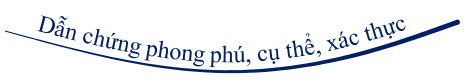 Dẫn chứng phong phú, cụ thể, xác thực